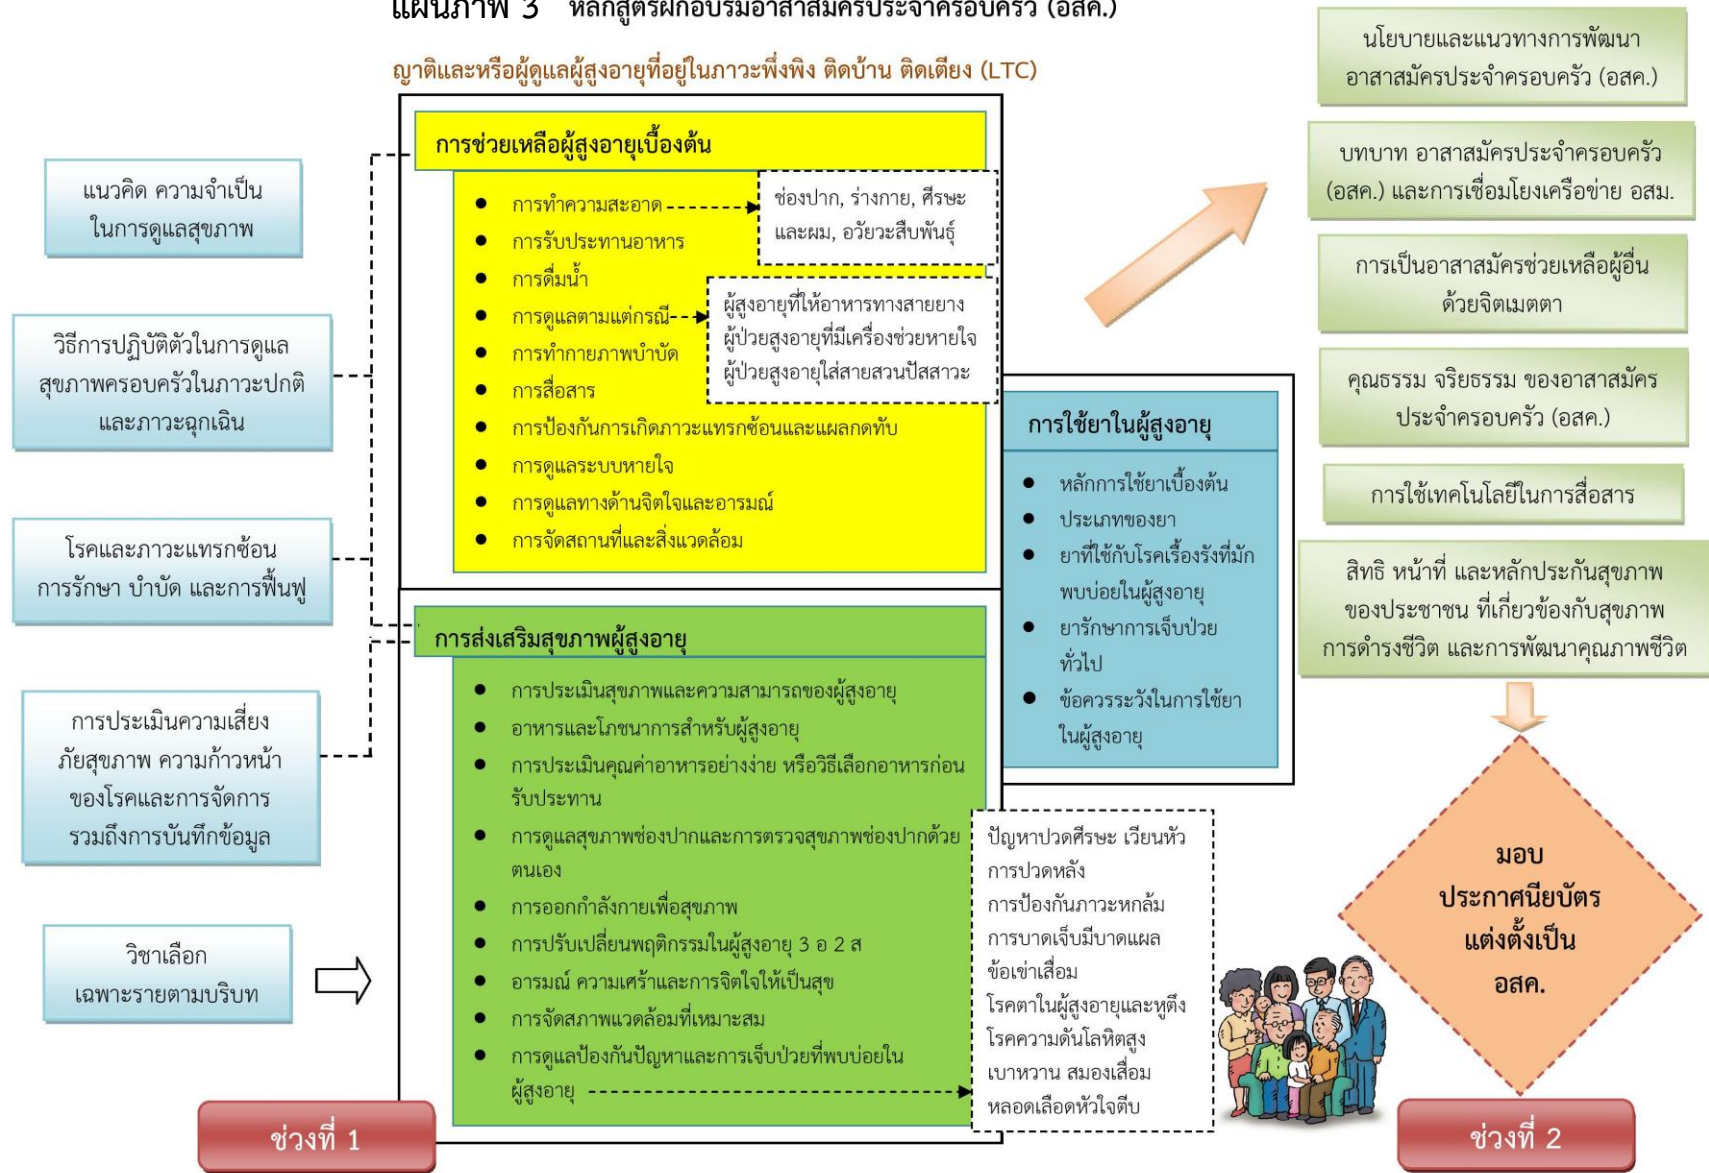 แผนภาพ 3 หลักสูตรฝึกอบรมอาสาสมัครประจำครอบครัว (อสค.)
ญาติและหรือผู้ดูแลผู้สูงอายุที่อยู่ในภาวะพึ่งพิง ติดบ้าน ติดเตียง (LTC)
แนวคิด ความจำเป็น
ในการดูแลสุขภาพ
วิธีการปฏิบัติตัวในการดูแล
สุขภาพครอบครัวในภาวะปกติ
และภาวะฉุกเฉิน
โรคและภาวะแทรกซ้อน
การรักษา บำบัด และการฟื้นฟู
การประเมินความเสี่ยง
ภัยสุขภาพ ความก้าวหน้า
ของโรคและการจัดการ
รวมถึงการบันทึกข้อมูล
วิชาเลือก
เฉพาะรายตามบริบท
ช่วงที่ 1
การช่วยเหลือผู้สูงอายุเบื้องต้น
● การทำความสะอาด
● การรับประทานอาหาร
● การดื่มน้ำ
● การดูแลตามแต่กรณี
● การทำกายภาพบำบัด
● การสื่อสาร
● การป้องกันการเกิดภาวะแทรกซ้อนและแผลกดทับ
● การดูแลระบบหายใจ
● การดูแลทางด้านจิตใจและอารมณ์
● การจัดสถานที่และสิ่งแวดล้อม
ช่องปาก, ร่างกาย, ศีรษะ
และผม, อวัยวะสืบพันธุ์
ผู้สูงอายุที่ให้อาหารทางสายยาง
ผู้ป่วยสูงอายุที่มีเครื่องช่วยหายใจ
ผู้ป่วยสูงอายุใส่สายสวนปัสสาวะ
การส่งเสริมสุขภาพผู้สูงอายุ
● การประเมินสุขภาพและความสามารถของผู้สูงอายุ
● อาหารและโภชนาการสำหรับผู้สูงอายุ
● การประเมินคุณค่าอาหารอย่างง่าย หรือวิธีเลือกอาหารก่อน
รับประทาน
● การดูแลสุขภาพช่องปากและการตรวจสุขภาพช่องปากด้วย
ตนเอง
● การออกกำลังกายเพื่อสุขภาพ
● การปรับเปลี่ยนพฤติกรรมในผู้สูงอายุ 3 อ 2 ส
● อารมณ์ ความเศร้าและการจิตใจให้เป็นสุข
● การจัดสภาพแวดล้อมที่เหมาะสม
● การดูแลป้องกันปัญหาและการเจ็บป่วยที่พบบ่อยใน
ผู้สูงอายุ
ปัญหาปวดศีรษะ เวียนหัว
การปวดหลัง
การป้องกันภาวะหกล้ม
การบาดเจ็บมีบาดแผล
ข้อเข่าเสื่อม
โรคตาในผู้สูงอายุและหูตึง
โรคความดันโลหิตสูง
เบาหวาน สมองเสื่อม
หลอดเลือดหัวใจตีบ
การใช้ยาในผู้สูงอายุ
● หลักการใช้ยาเบื้องต้น
● ประเภทของยา
● ยาที่ใช้กับโรคเรื้องรังที่มัก
พบบ่อยในผู้สูงอายุ
● ยารักษาการเจ็บป่วย
ทั่วไป
● ข้อควรระวังในการใช้ยา
ในผู้สูงอายุ
นโยบายและแนวทางการพัฒนา
อาสาสมัครประจำครอบครัว (อสค.)
บทบาท อาสาสมัครประจำครอบครัว
(อสค.) และการเชื่อมโยงเครือข่าย อสม.
การเป็นอาสาสมัครช่วยเหลือผู้อื่น
ด้วยจิตเมตตา
คุณธรรม จริยธรรม ของอาสาสมัคร
ประจำครอบครัว (อสค.)
การใช้เทคโนโลยีในการสื่อสาร
สิทธิ หน้าที่ และหลักประกันสุขภาพ
ของประชาชน ที่เกี่ยวข้องกับสุขภาพ
การดำรงชีวิต และการพัฒนาคุณภาพชีวิต
มอบ
ประกาศนียบัตร
แต่งตั้งเป็น
อสค.
ช่วงที่ 2